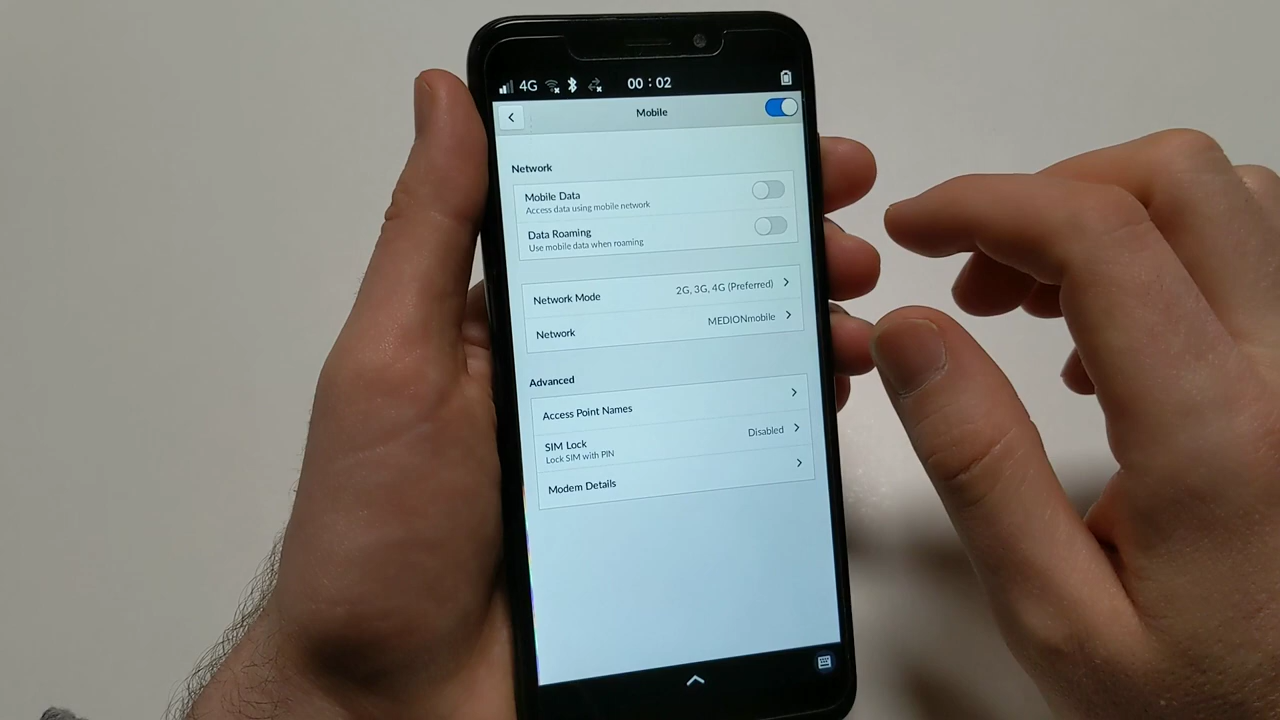 4G 00 : 02
Mobile
Network
Mobile Data
Access data using mobile network
Data Roaming
Use mobile data when roaming
Network Mode 2G, 3G, 4G (Preferred)
Network MEDIONmobile
Advanced
Access Point Names
SIM Lock Disabled
Lock SIM with PIN
Modem Details